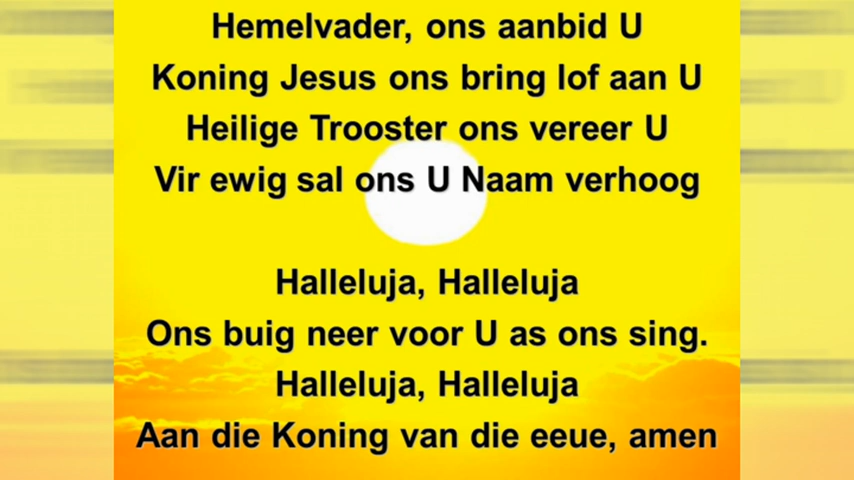 Hemelvader, ons aanbid U
Koning Jesus ons bring lof aan U
Heilige Trooster ons vereer U
Vir ewig sal ons U Naam verhoog
Halleluja, Halleluja
Ons buig neer voor U as ons sing.
Halleluja, Halleluja
Aan die Koning van die eeue, amen